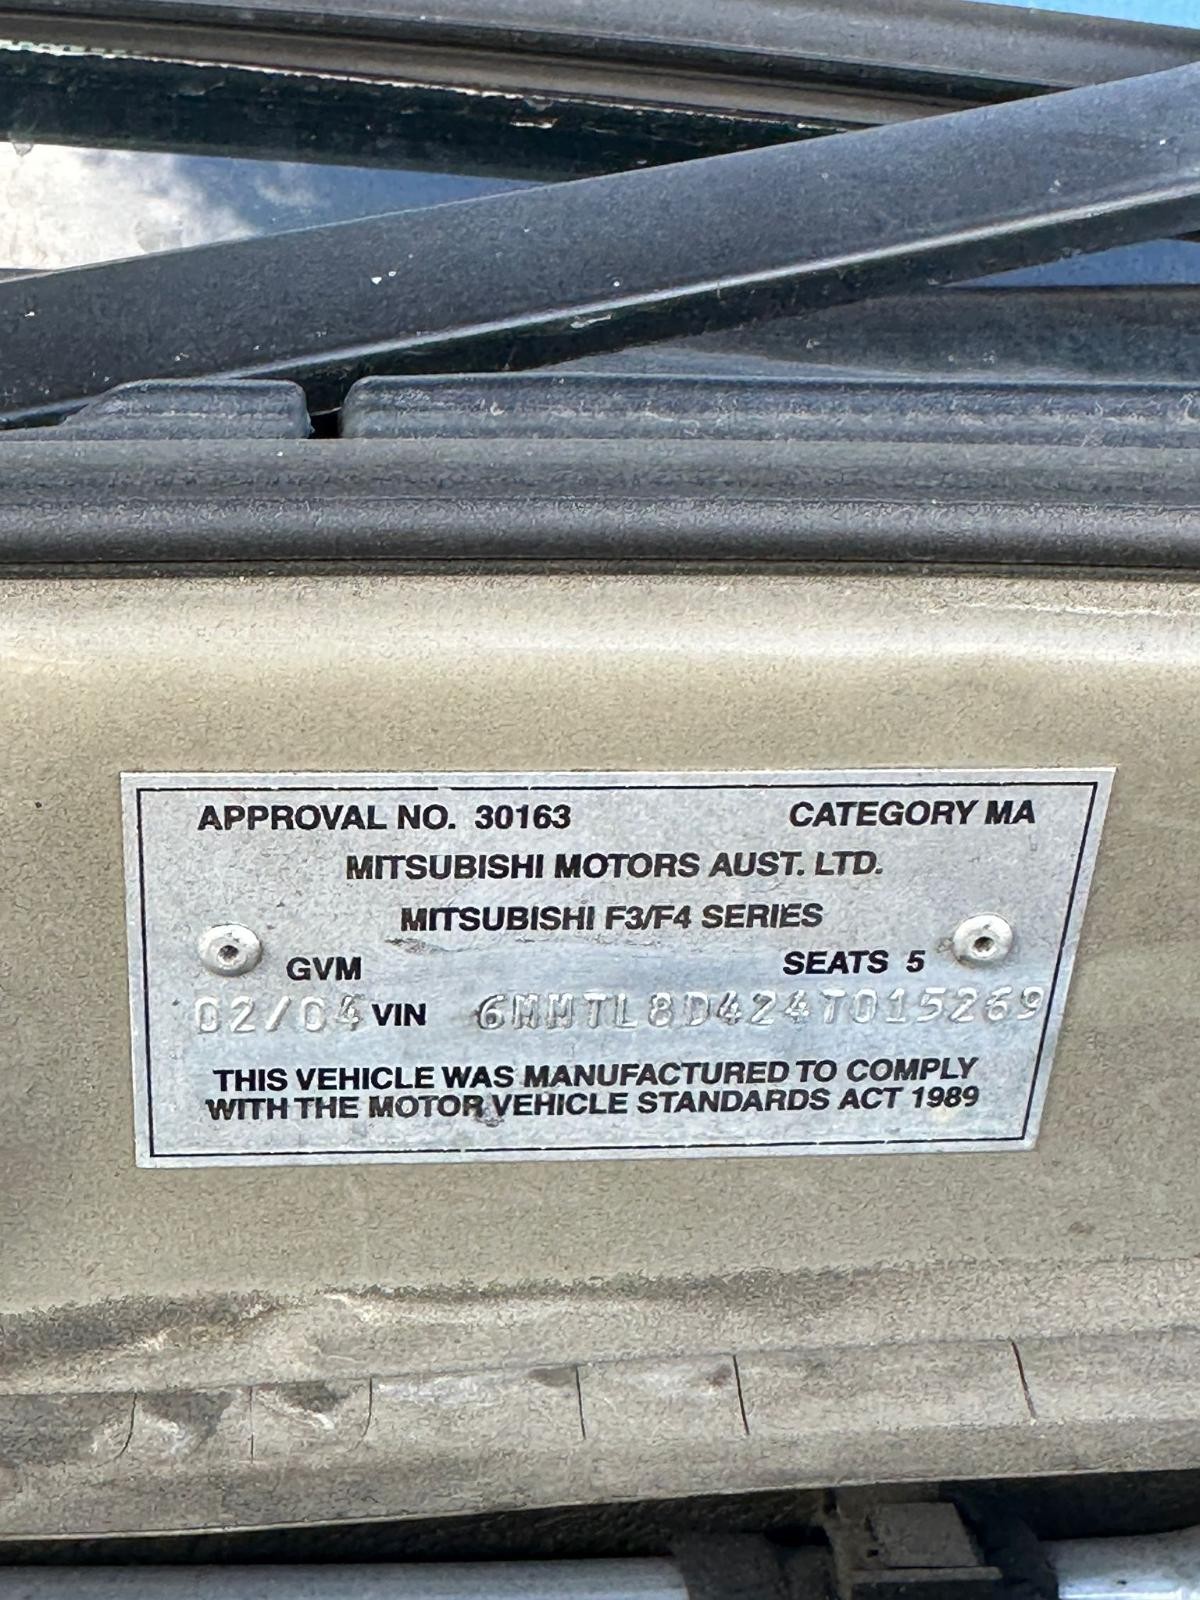 APPROVAL NO. 30163 CATEGORY MA
MITSUBISHI MOTORS AUST. LTD.
MITSUBISHI F3/F4 SERIES
GVM SEATS 5
02/04 VIN 6MMTL8D424T015269
THIS VEHICLE WAS MANUFACTURED TO COMPLY
WITH THE MOTOR VEHICLE STANDARDS ACT 1989